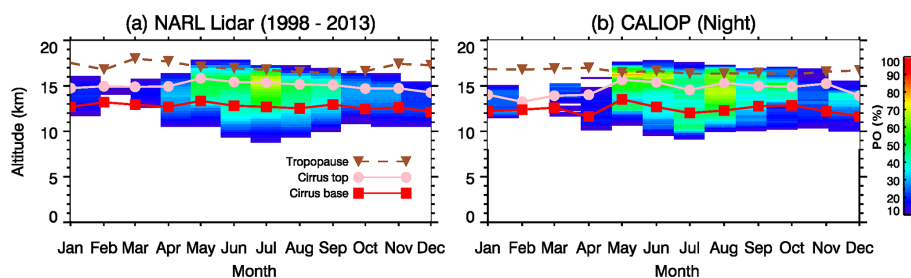 (a) NARL Lidar (1998 - 2013)
(b) CALIOP (Night)
20
15
10
5
0
Altitude (km)
Tropopause
Cirrus top
Cirrus base
Jan Feb Mar Apr May Jun Jul Aug Sep Oct Nov Dec
Month
20
15
10
5
0
Jan Feb Mar Apr May Jun Jul Aug Sep Oct Nov Dec
Month
100
90
80
70
60
50
40
30
20
10
PO (%)